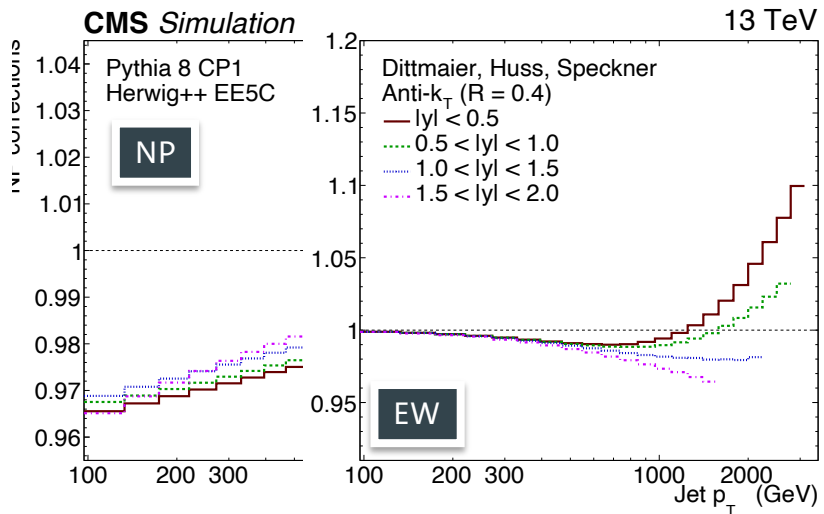 CMS Simulation
13 TeV
NP corrections
1.04
1.03
1.02
1.01
1
0.99
0.98
0.97
0.96
Pythia 8 CP1
Herwig++ EE5C
NP
100 200 300
1.2
1.15
1.1
1.05
1
0.95
Dittmaier, Huss, Speckner
Anti-k_T (R = 0.4)
|y| < 0.5
0.5 < |y| < 1.0
1.0 < |y| < 1.5
1.5 < |y| < 2.0
EW
100 200 300 1000 2000
Jet p_T (GeV)